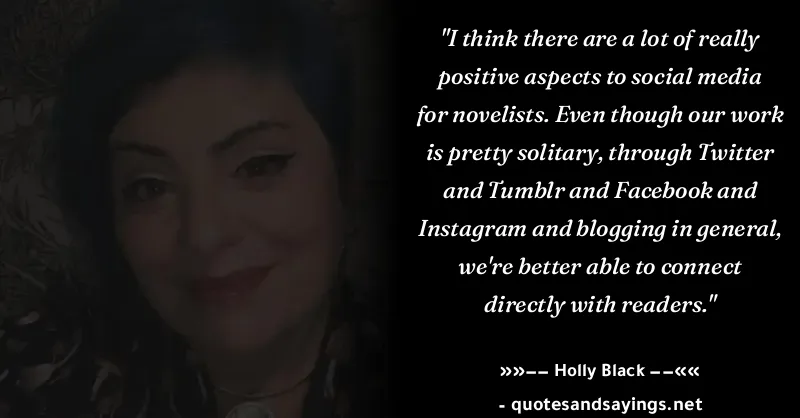 "I think there are a lot of really
positive aspects to social media
for novelists. Even though our work
is pretty solitary, through Twitter
and Tumblr and Facebook and
Instagram and blogging in general,
we're better able to connect
directly with readers."
»»−− Holly Black −−««
- quotesandsayings.net